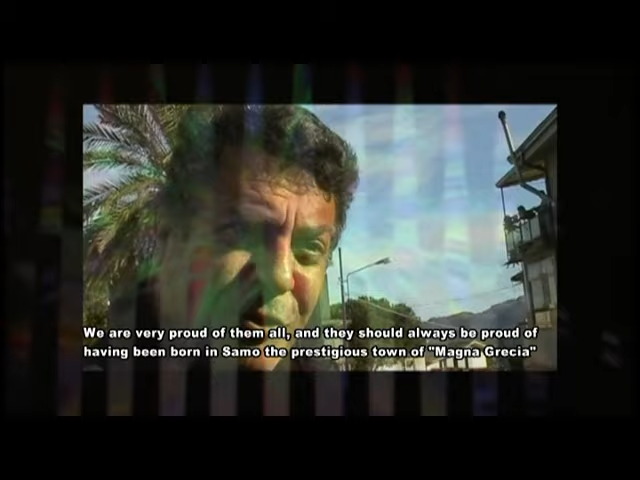 We are very proud of them all, and they should always be proud of
having been born in Samo the prestigious town of "Magna Grecia"